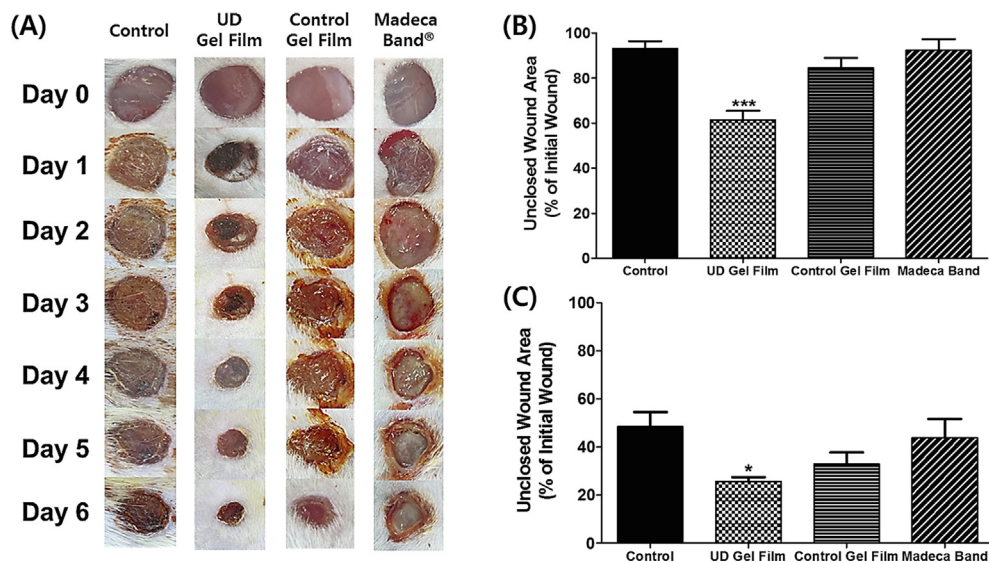 (A)
Control
UD
Gel Film
Control
Gel Film
Madeca
Band®
Day 0
Day 1
Day 2
Day 3
Day 4
Day 5
Day 6
(B)
Unclosed Wound Area
(% of Initial Wound)
100
80
60
40
20
0
***
Control
UD Gel Film
Control Gel Film
Madeca Band
(C)
Unclosed Wound Area
(% of Initial Wound)
100
80
60
40
20
0
*
Control
UD Gel Film
Control Gel Film
Madeca Band